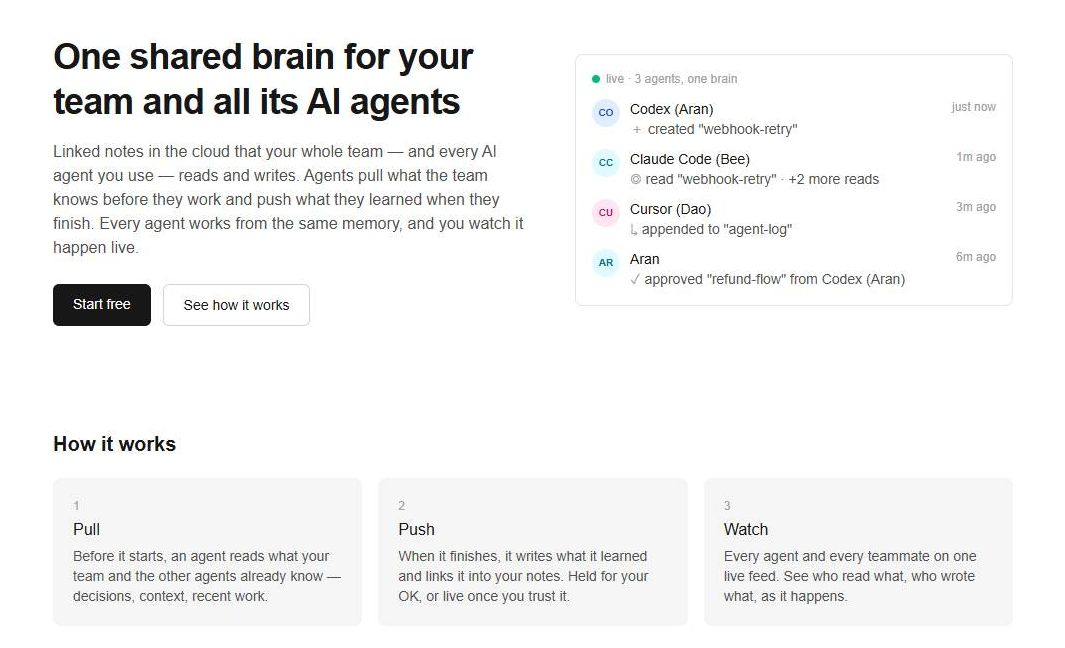 One shared brain for your
team and all its AI agents
Linked notes in the cloud that your whole team — and every AI
agent you use — reads and writes. Agents pull what the team
knows before they work and push what they learned when they
finish. Every agent works from the same memory, and you watch it
happen live.
Start free
See how it works
live · 3 agents, one brain
CO
Codex (Aran)
just now
+ created "webhook-retry"
CC
Claude Code (Bee)
1m ago
◎ read "webhook-retry" · +2 more reads
CU
Cursor (Dao)
3m ago
↳ appended to "agent-log"
AR
Aran
6m ago
✓ approved "refund-flow" from Codex (Aran)
How it works
1
Pull
Before it starts, an agent reads what your
team and the other agents already know —
decisions, context, recent work.
2
Push
When it finishes, it writes what it learned
and links it into your notes. Held for your
OK, or live once you trust it.
3
Watch
Every agent and every teammate on one
live feed. See who read what, who wrote
what, as it happens.